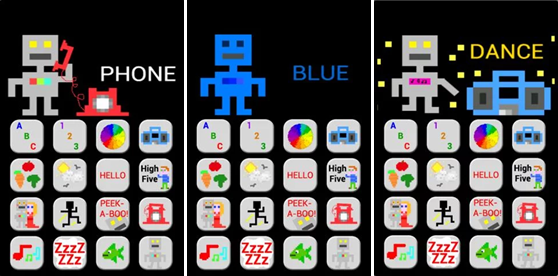 PHONE
A
B
C
1
2
3
HELLO
High
Five
PEEK-
A-BOO!
ZzzZ
ZZz
BLUE
A
B
C
1
2
3
HELLO
High
Five
PEEK-
A-BOO!
ZzzZ
ZZz
DANCE
A
B
C
1
2
3
HELLO
High
Five
PEEK-
A-BOO!
ZzzZ
ZZz